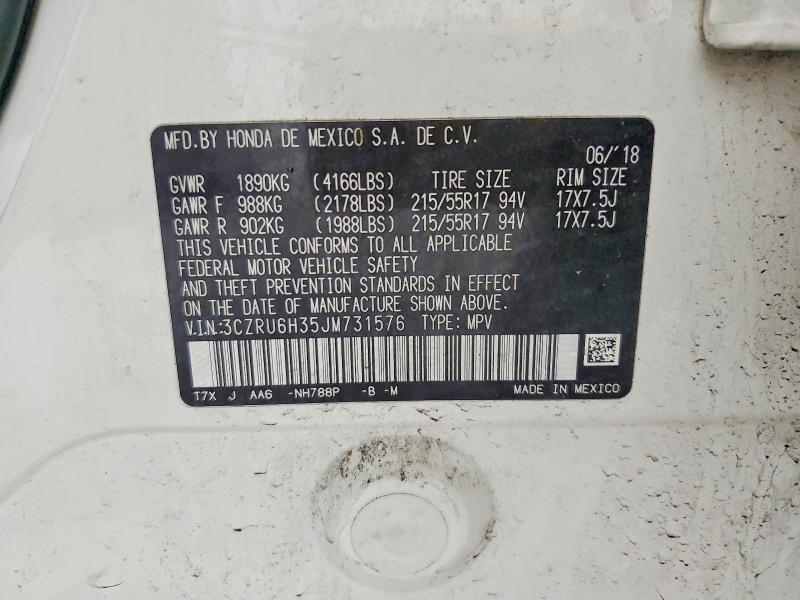 MFD.BY HONDA DE MEXICO S.A. DE C.V.
06/'18
GVWR 1890KG (4166LBS) TIRE SIZE RIM SIZE
GAWR F 988KG (2178LBS) 215/55R17 94V 17X7.5J
GAWR R 902KG (1988LBS) 215/55R17 94V 17X7.5J
THIS VEHICLE CONFORMS TO ALL APPLICABLE
FEDERAL MOTOR VEHICLE SAFETY
AND THEFT PREVENTION STANDARDS IN EFFECT
ON THE DATE OF MANUFACTURE SHOWN ABOVE.
V.I.N.:3CZRU6H35JM731576 TYPE: MPV
T7X J AA6 -NH788P -B -M MADE IN MEXICO